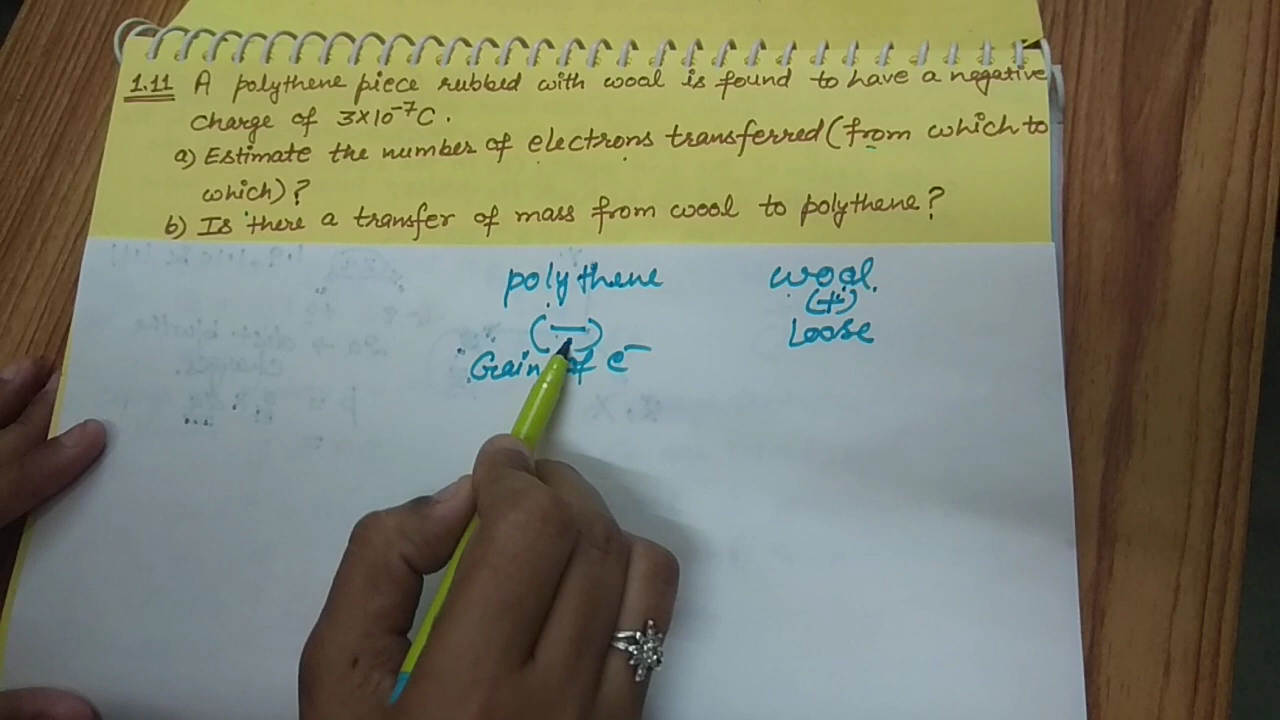 1.11 A polythene piece rubbed with wool is found to have a negative
charge of 3×10⁻⁷C.
a) Estimate the number of electrons transferred (from which to
which)?
b) Is there a transfer of mass from wool to polythene?
polythene wool
(—) (+)
Gain of e⁻ Loose